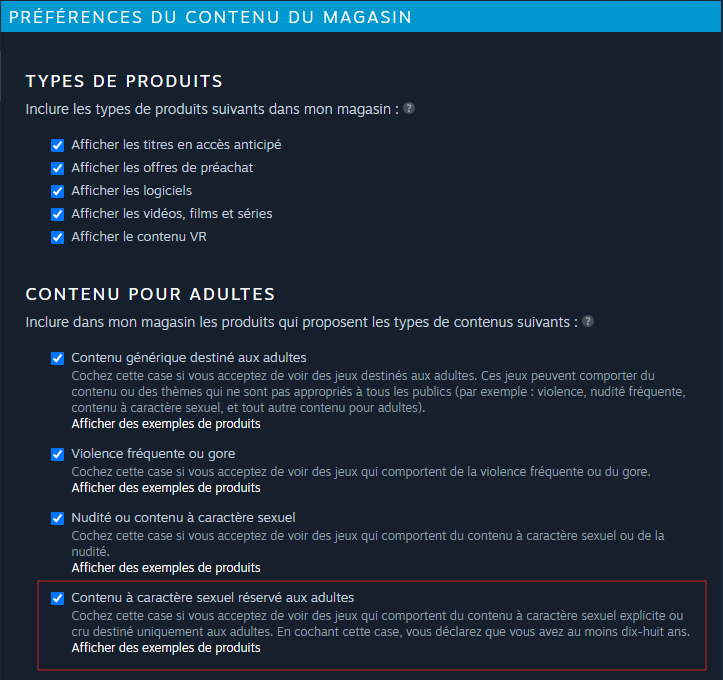 PRÉFÉRENCES DU CONTENU DU MAGASIN
TYPES DE PRODUITS
Inclure les types de produits suivants dans mon magasin : ?
Afficher les titres en accès anticipé
Afficher les offres de préachat
Afficher les logiciels
Afficher les vidéos, films et séries
Afficher le contenu VR
CONTENU POUR ADULTES
Inclure dans mon magasin les produits qui proposent les types de contenus suivants : ?
Contenu générique destiné aux adultes
Cochez cette case si vous acceptez de voir des jeux destinés aux adultes. Ces jeux peuvent comporter du
contenu ou des thèmes qui ne sont pas appropriés à tous les publics (par exemple : violence, nudité fréquente,
contenu à caractère sexuel, et tout autre contenu pour adultes).
Afficher des exemples de produits
Violence fréquente ou gore
Cochez cette case si vous acceptez de voir des jeux qui comportent de la violence fréquente ou du gore.
Afficher des exemples de produits
Nudité ou contenu à caractère sexuel
Cochez cette case si vous acceptez de voir des jeux qui comportent du contenu à caractère sexuel ou de la
nudité.
Afficher des exemples de produits
Contenu à caractère sexuel réservé aux adultes
Cochez cette case si vous acceptez de voir des jeux qui comportent du contenu à caractère sexuel explicite ou
cru destiné uniquement aux adultes. En cochant cette case, vous déclarez que vous avez au moins dix-huit ans.
Afficher des exemples de produits